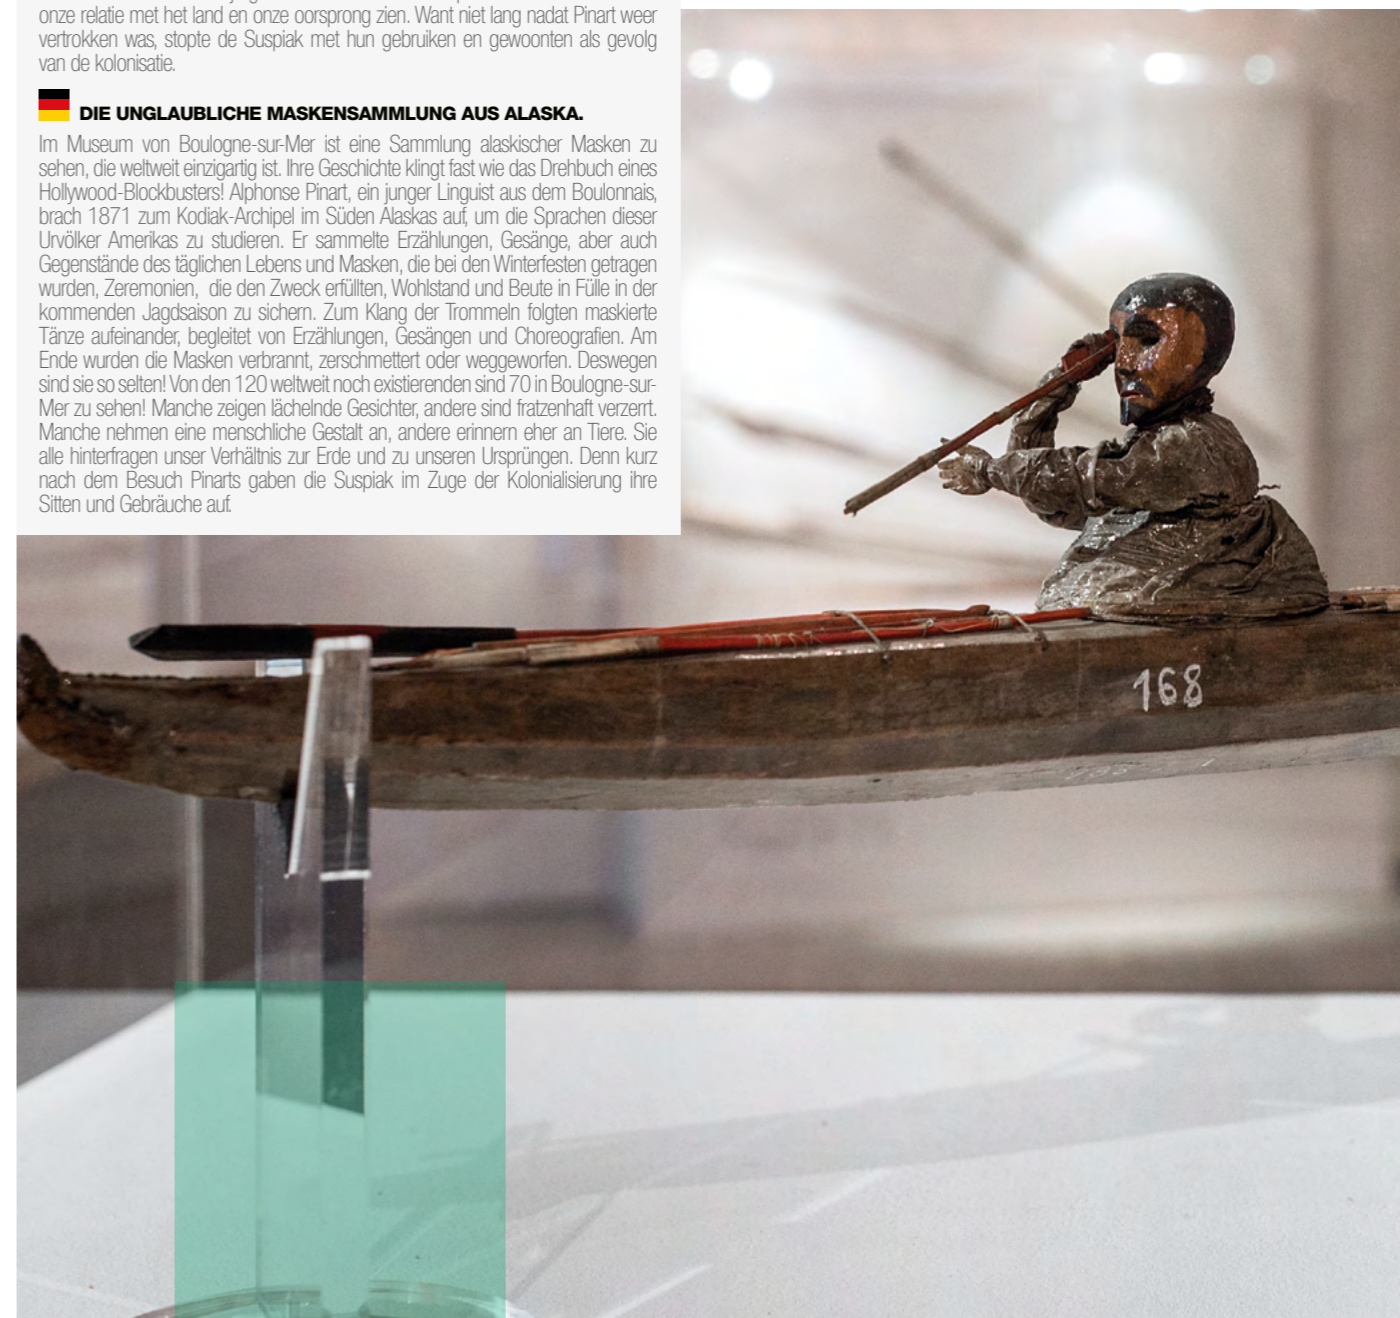 onze relatie met het land en onze oorsprong zien. Want niet lang nadat Pinart weer
vertrokken was, stopte de Suspiak met hun gebruiken en gewoonten als gevolg
van de kolonisatie.
DIE UNGLAUBLICHE MASKENSAMMLUNG AUS ALASKA.
Im Museum von Boulogne-sur-Mer ist eine Sammlung alaskischer Masken zu
sehen, die weltweit einzigartig ist. Ihre Geschichte klingt fast wie das Drehbuch eines
Hollywood-Blockbusters! Alphonse Pinart, ein junger Linguist aus dem Boulonnais,
brach 1871 zum Kodiak-Archipel im Süden Alaskas auf, um die Sprachen dieser
Urvölker Amerikas zu studieren. Er sammelte Erzählungen, Gesänge, aber auch
Gegenstände des täglichen Lebens und Masken, die bei den Winterfesten getragen
wurden, Zeremonien, die den Zweck erfüllten, Wohlstand und Beute in Fülle in der
kommenden Jagdsaison zu sichern. Zum Klang der Trommeln folgten maskierte
Tänze aufeinander, begleitet von Erzählungen, Gesängen und Choreografien. Am
Ende wurden die Masken verbrannt, zerschmettert oder weggeworfen. Deswegen
sind sie so selten! Von den 120 weltweit noch existierenden sind 70 in Boulogne-sur-
Mer zu sehen! Manche zeigen lächelnde Gesichter, andere sind fratzenhaft verzerrt.
Manche nehmen eine menschliche Gestalt an, andere erinnern eher an Tiere. Sie
alle hinterfragen unser Verhältnis zur Erde und zu unseren Ursprüngen. Denn kurz
nach dem Besuch Pinarts gaben die Suspiak im Zuge der Kolonialisierung ihre
Sitten und Gebräuche auf.
168